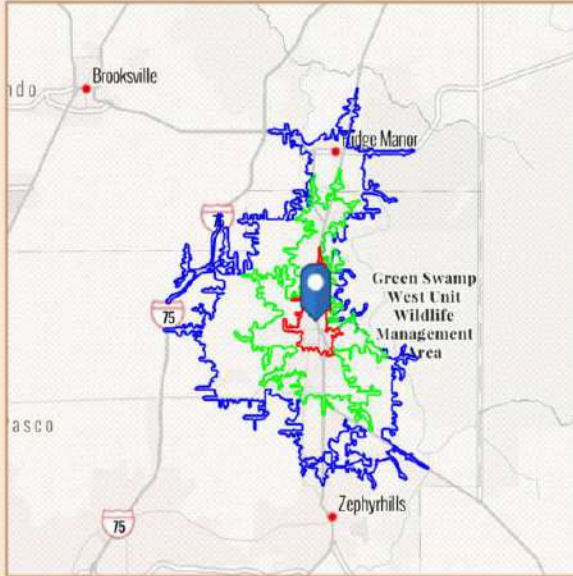 ndo
Brooksville
Ridge Manor
75
Green Swamp
West Unit
Wildlife
Management
Area
75
asco
Zephyrhills
75